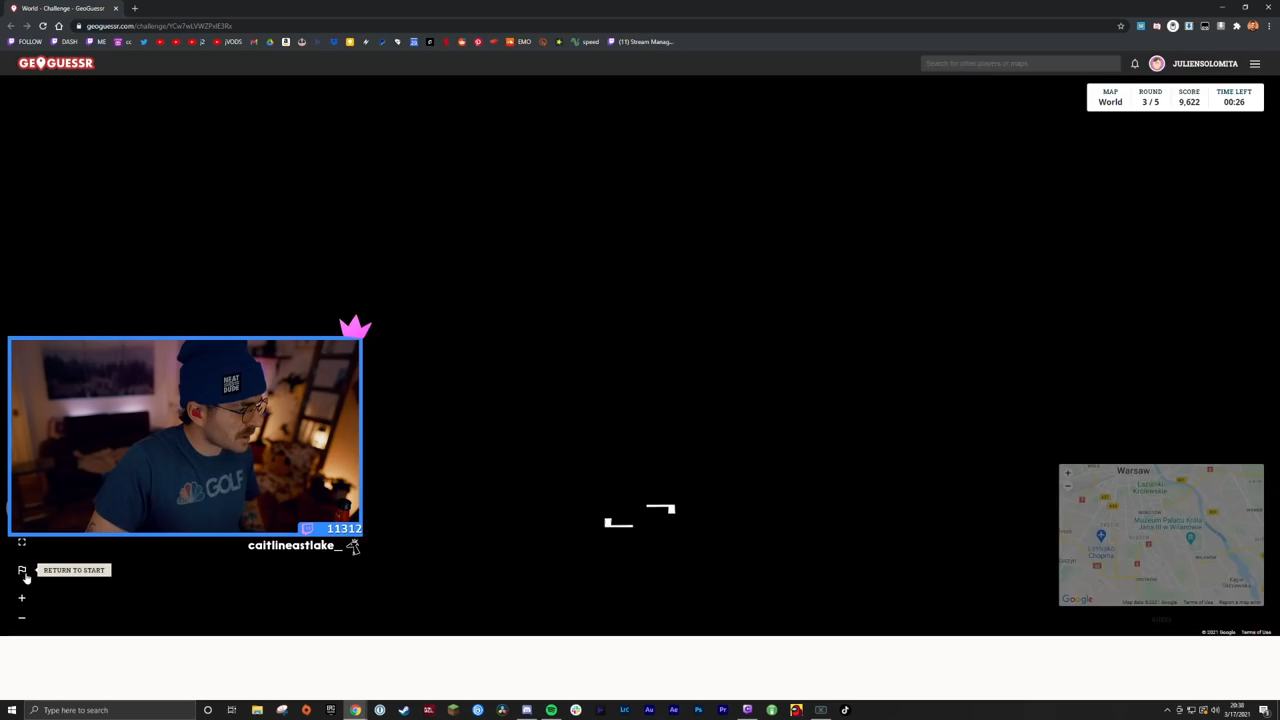 World - Challenge - GeoGuessr
geoguessr.com/challenge/YCw7wLVWZPxIE3Rx
FOLLOW DASH ME cc j2 jVODS EMO speed (11) Stream Manag...
GEOGUESSR
Search for other players or maps
JULIENSOLOMITA
MAP ROUND SCORE TIME LEFT
World 3 / 5 9,622 00:26
NEAT
DUDE
GOLF
11312
caitlineastlake_
RETURN TO START
+
−
Warsaw
Łazienki
Królewskie
Muzeum Pałacu Króla
Jana III w Wilanowie
Lotnisko
Chopina
Google
Map data ©2021 Google Terms of Use Report a map error
© 2021 Google Terms of Use
Type here to search
20:38
3/17/2021